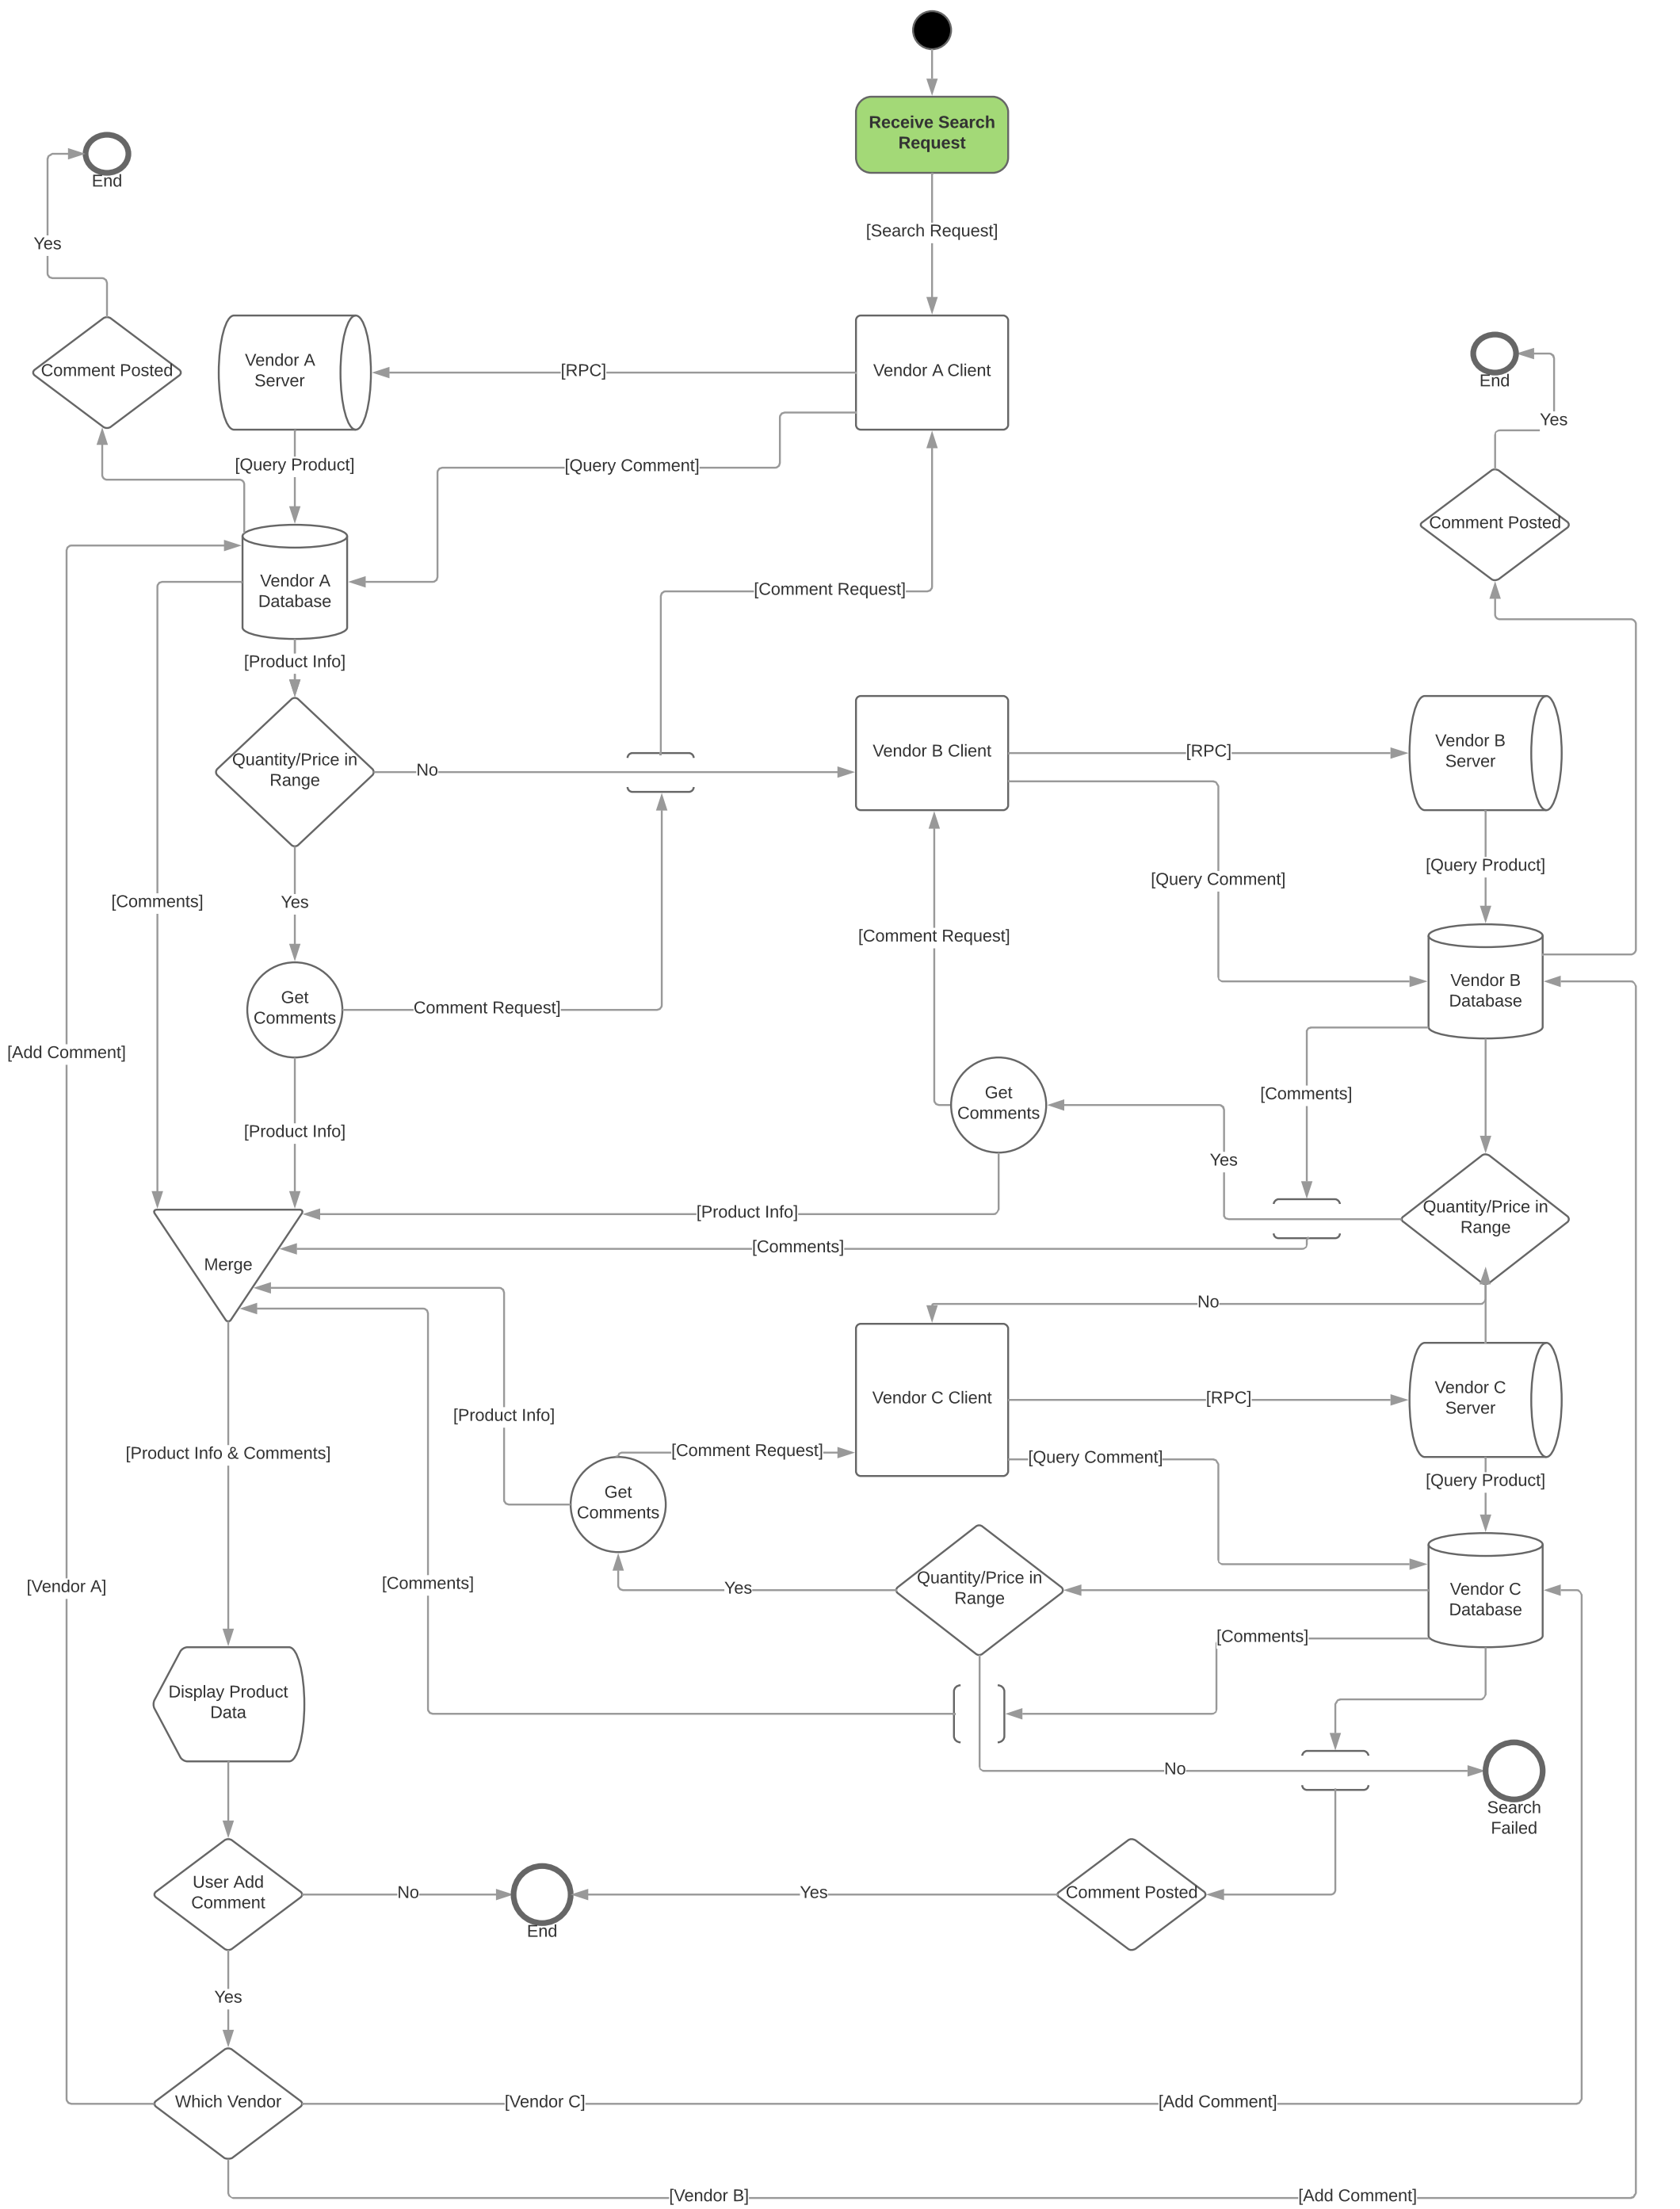 Receive Search
Request
End
[Search Request]
Yes
Comment Posted
Vendor A
Server
[RPC]
Vendor A Client
End
Yes
[Query Product]
[Query Comment]
Comment Posted
Vendor A
Database
[Comment Request]
[Product Info]
Quantity/Price in
Range
No
Vendor B Client
[RPC]
Vendor B
Server
[Comments]
Yes
[Query Comment]
[Query Product]
[Comment Request]
Get
Comments
Comment Request]
Vendor B
Database
[Add Comment]
Get
Comments
[Comments]
[Product Info]
Yes
[Product Info]
Quantity/Price in
Range
[Comments]
Merge
No
Vendor C Client
[RPC]
Vendor C
Server
[Product Info]
[Product Info & Comments]
[Comment Request]
[Query Comment]
[Query Product]
Get
Comments
[Vendor A]
[Comments]
Yes
Quantity/Price in
Range
Vendor C
Database
[Comments]
Display Product
Data
No
Search
Failed
User Add
Comment
No
End
Yes
Comment Posted
Yes
Which Vendor
[Vendor C]
[Add Comment]
[Vendor B]
[Add Comment]